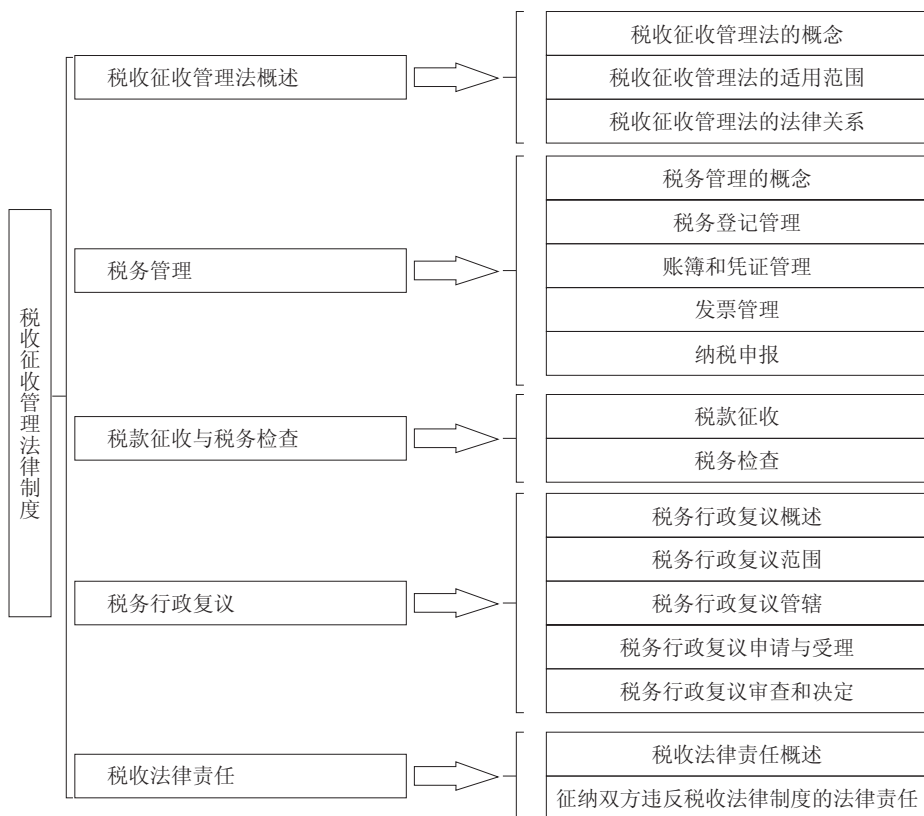 税收征收管理法律制度
税收征收管理法概述
税收征收管理法的概念
税收征收管理法的适用范围
税收征收管理法的法律关系
税务管理
税务管理的概念
税务登记管理
账簿和凭证管理
发票管理
纳税申报
税款征收与税务检查
税款征收
税务检查
税务行政复议
税务行政复议概述
税务行政复议范围
税务行政复议管辖
税务行政复议申请与受理
税务行政复议审查和决定
税收法律责任
税收法律责任概述
征纳双方违反税收法律制度的法律责任